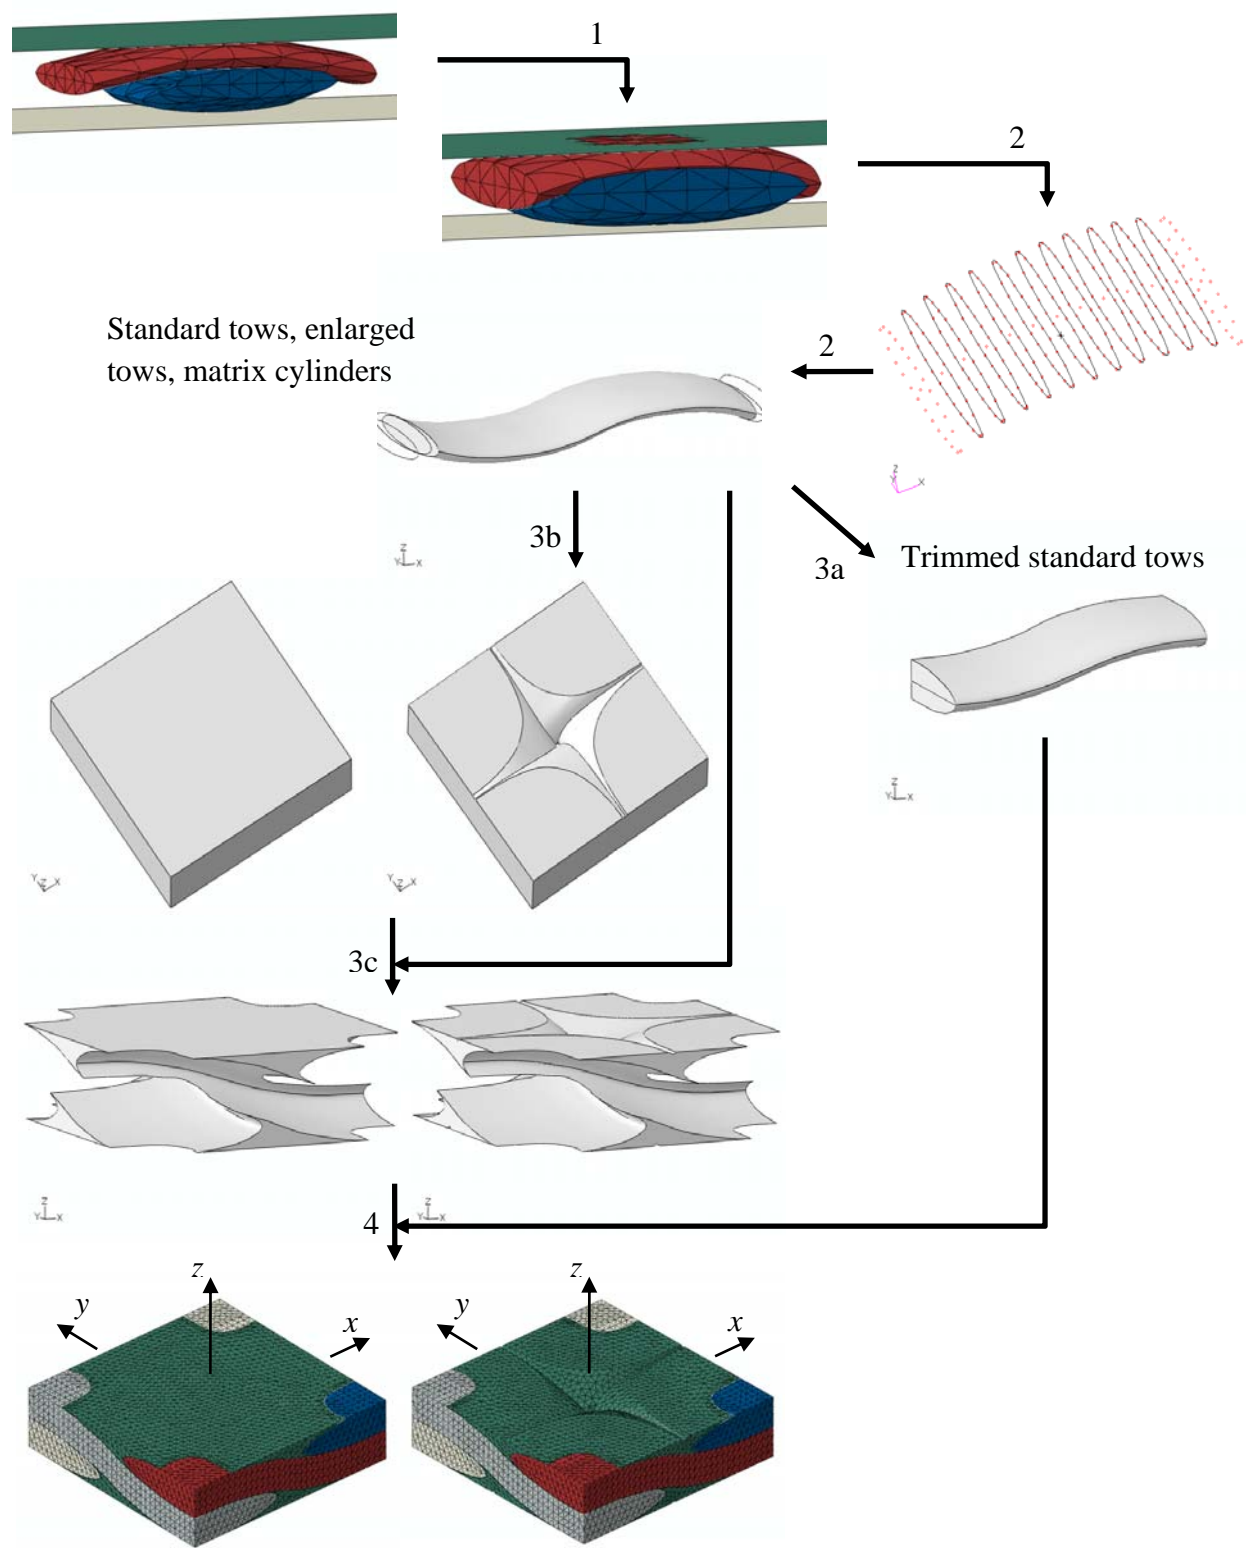 1
2
Standard tows, enlarged
tows, matrix cylinders
2
Z
Y X
3b
3a
Trimmed standard tows
Z
Y X
Z
Y X
Y Z X
Y Z X
3c
Z
Y X
Z
Y X
4
z
y
x
z
y
x